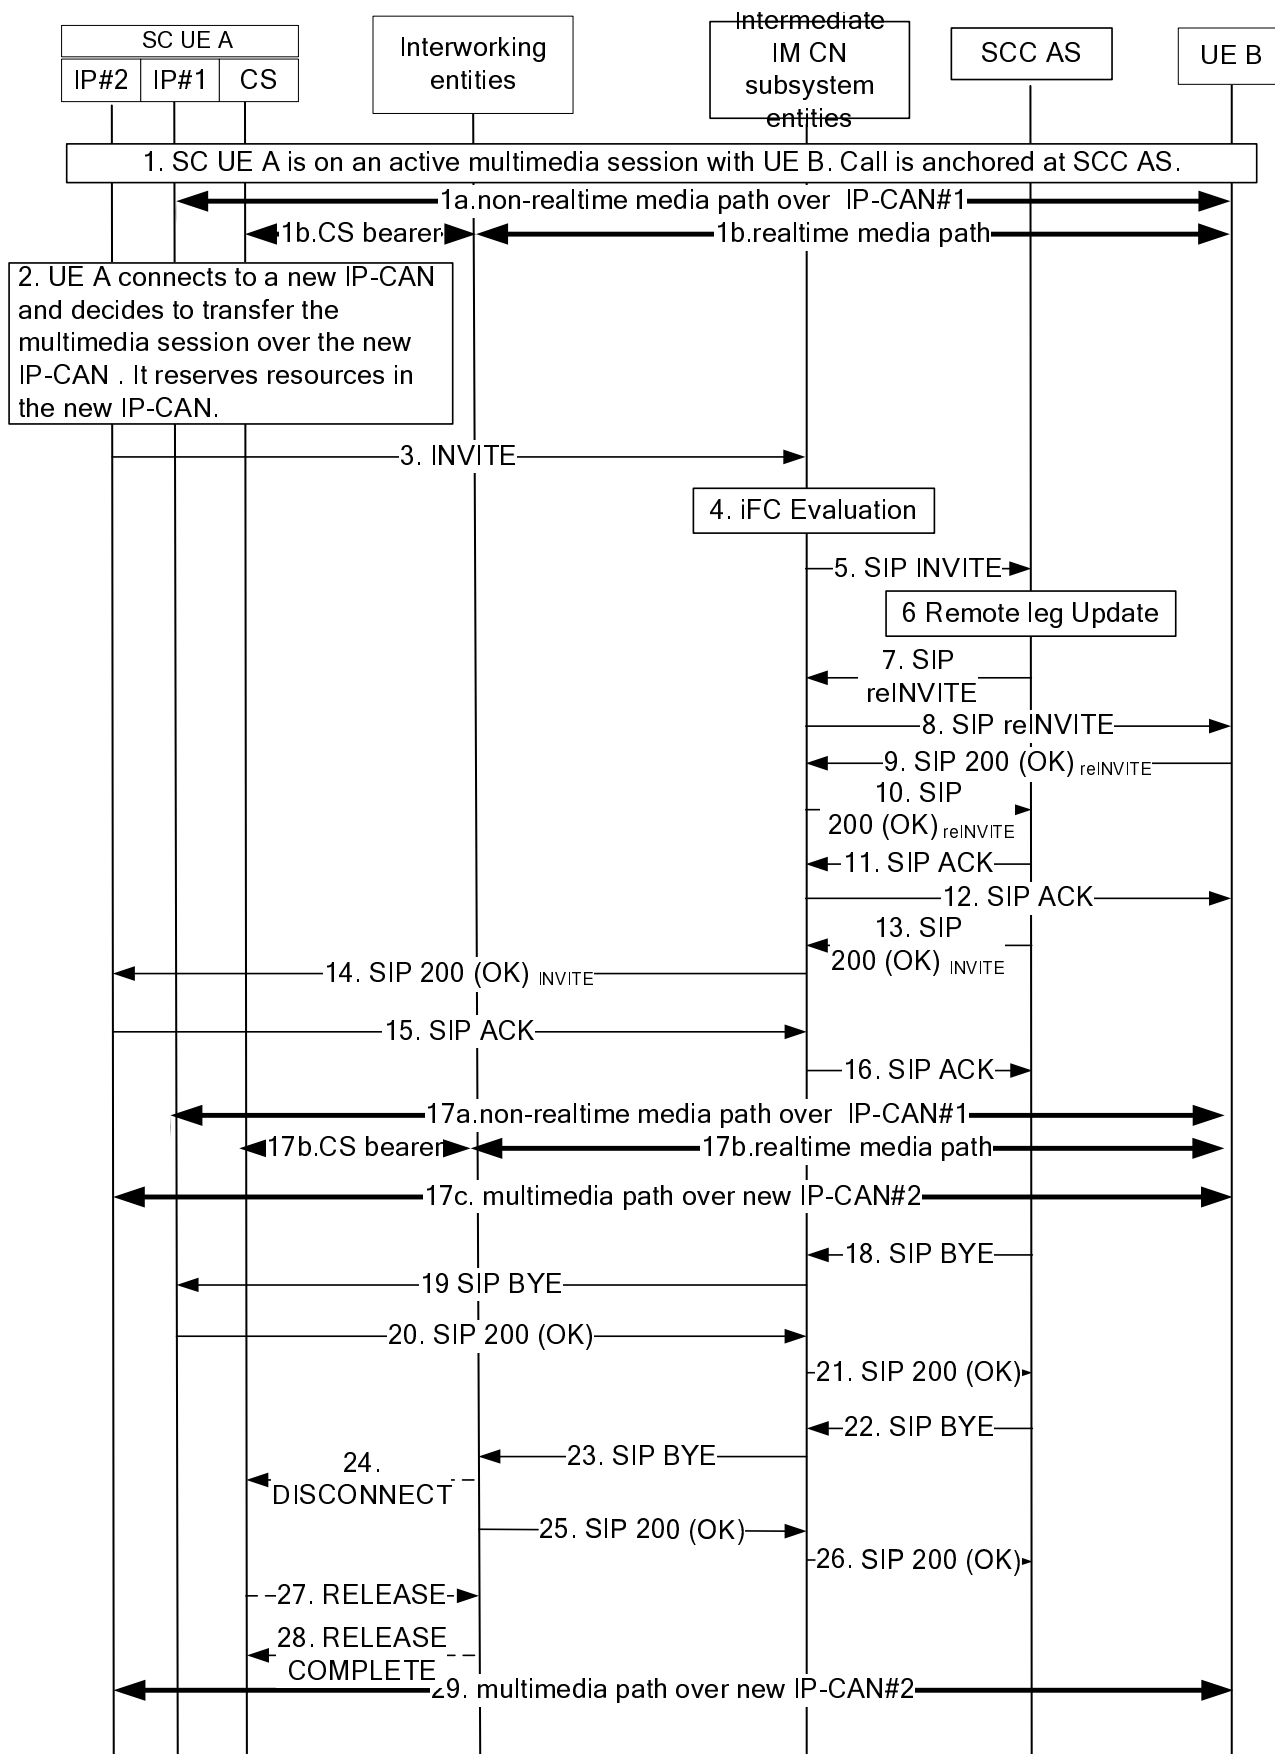 SC UE A
IP#2 IP#1 CS
Interworking
entities
Intermediate
IM CN
subsystem
entities
SCC AS
UE B
1. SC UE A is on an active multimedia session with UE B. Call is anchored at SCC AS.
1a.non-realtime media path over IP-CAN#1
1b.CS bearer
1b.realtime media path
2. UE A connects to a new IP-CAN
and decides to transfer the
multimedia session over the new
IP-CAN . It reserves resources in
the new IP-CAN.
3. INVITE
4. iFC Evaluation
5. SIP INVITE
6 Remote leg Update
7. SIP
reINVITE
8. SIP reINVITE
9. SIP 200 (OK) reINVITE
10. SIP
200 (OK) reINVITE
11. SIP ACK
12. SIP ACK
13. SIP
200 (OK) INVITE
14. SIP 200 (OK) INVITE
15. SIP ACK
16. SIP ACK
17a.non-realtime media path over IP-CAN#1
17b.CS bearer
17b.realtime media path
17c. multimedia path over new IP-CAN#2
18. SIP BYE
19 SIP BYE
20. SIP 200 (OK)
21. SIP 200 (OK)
22. SIP BYE
23. SIP BYE
24.
DISCONNECT
25. SIP 200 (OK)
26. SIP 200 (OK)
27. RELEASE
28. RELEASE
COMPLETE
29. multimedia path over new IP-CAN#2